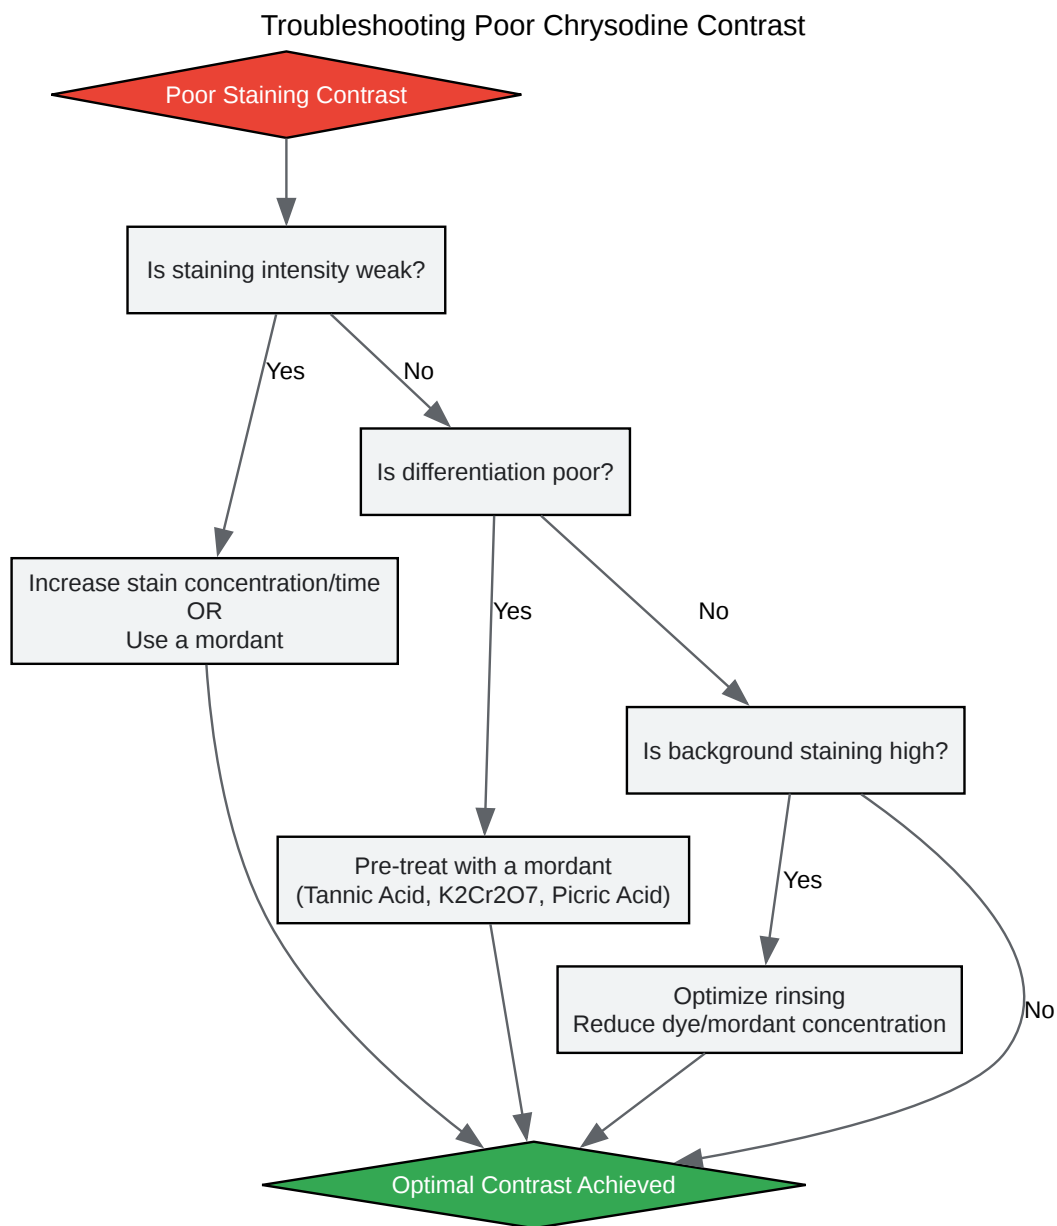 Troubleshooting Poor Chrysodine Contrast
Poor Staining Contrast
Is staining intensity weak?
Yes
No
Is differentiation poor?
Increase stain concentration/time
OR
Use a mordant
Yes
No
Is background staining high?
Pre-treat with a mordant
(Tannic Acid, K2Cr2O7, Picric Acid)
Yes
Optimize rinsing
Reduce dye/mordant concentration
No
Optimal Contrast Achieved